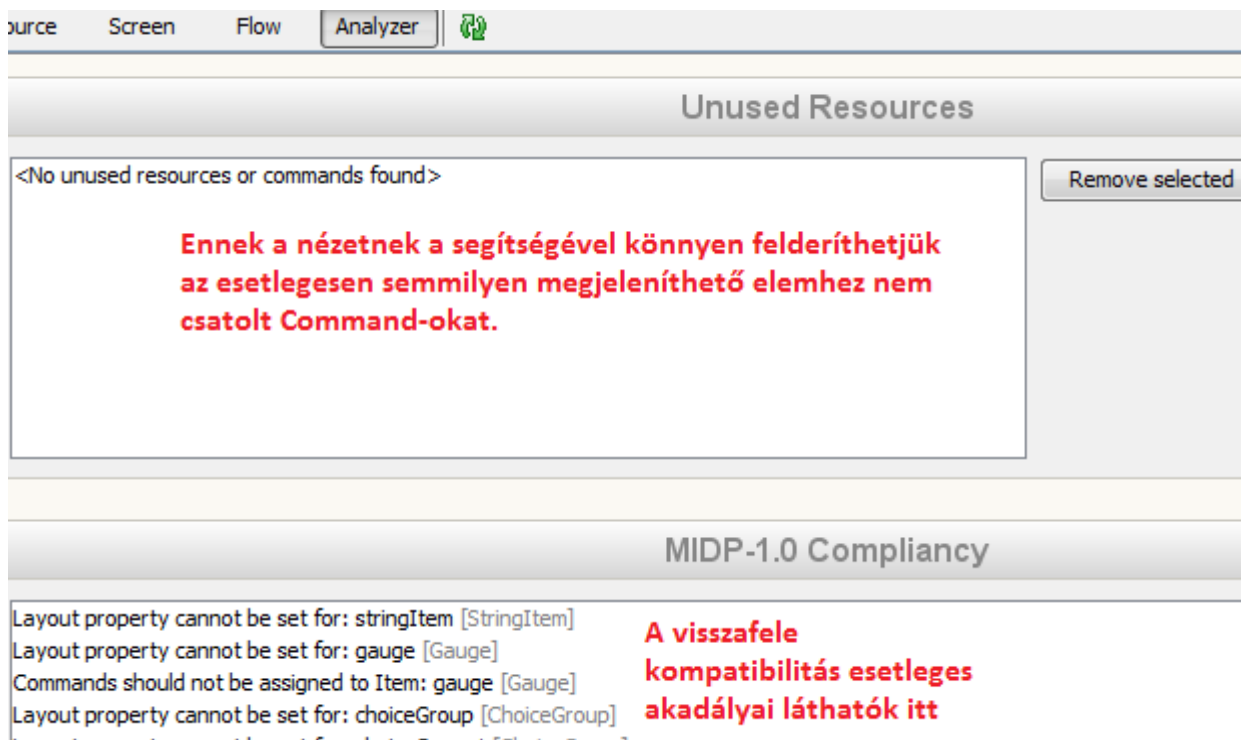 ource Screen Flow Analyzer
Unused Resources
<No unused resources or commands found>
Remove selected
Ennek a nézetnek a segítségével könnyen felderíthetjük
az esetlegesen semmilyen megjeleníthető elemhez nem
csatolt Command-okat.
MIDP-1.0 Compliancy
Layout property cannot be set for: stringItem [StringItem]
Layout property cannot be set for: gauge [Gauge]
Commands should not be assigned to Item: gauge [Gauge]
Layout property cannot be set for: choiceGroup [ChoiceGroup]
A visszafele
kompatibilitás esetleges
akadályai láthatók itt